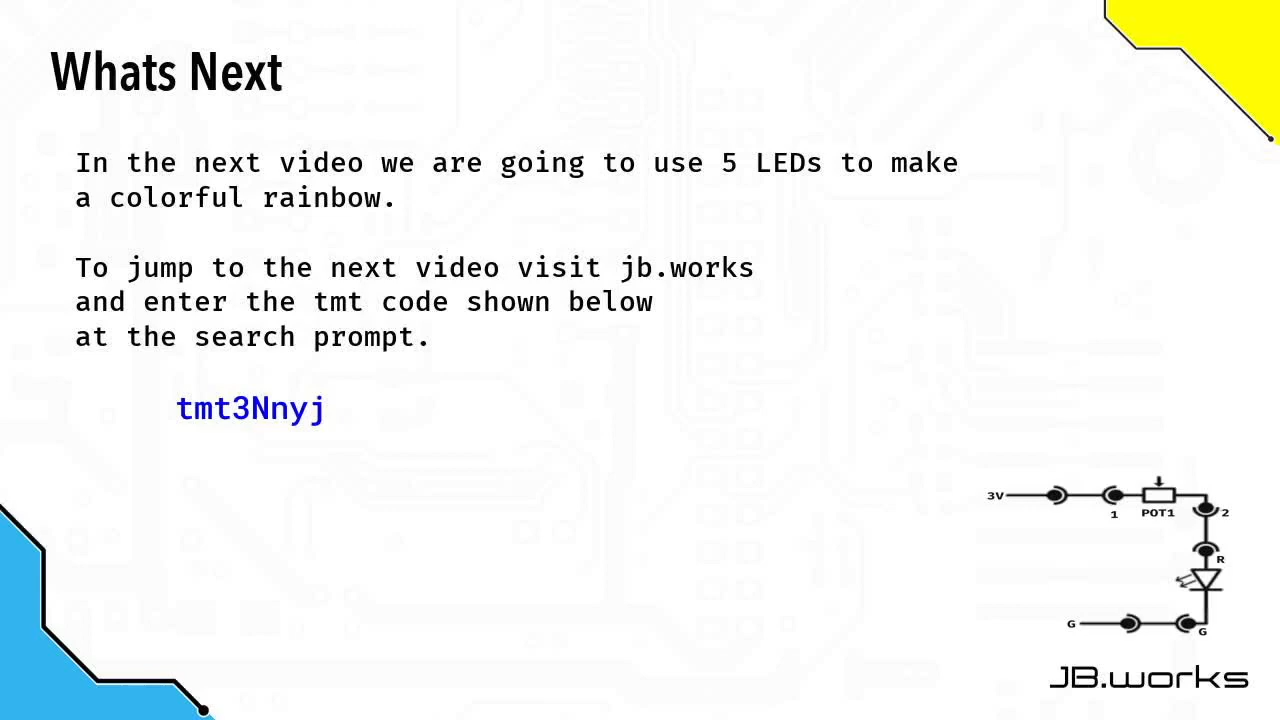 Whats Next
In the next video we are going to use 5 LEDs to make
a colorful rainbow.
To jump to the next video visit jb.works
and enter the tmt code shown below
at the search prompt.
tmt3Nnyj
3V
1
POT1
2
R
G
G
JB.works